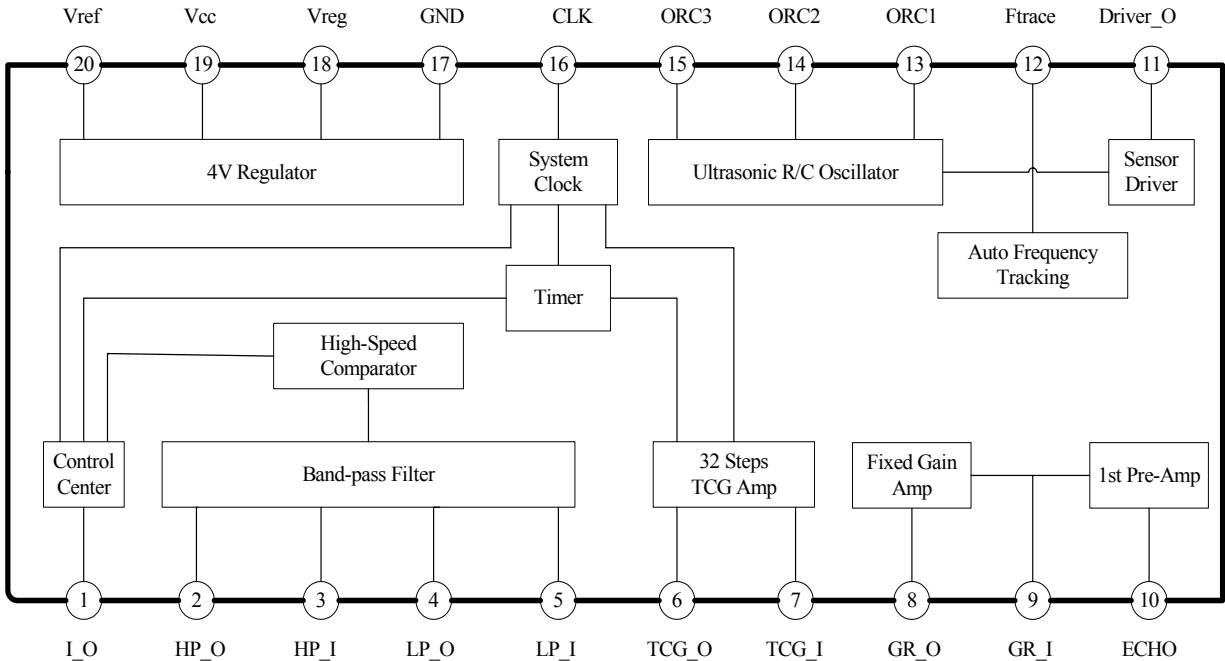 Vref Vcc Vreg GND CLK ORC3 ORC2 ORC1 Ftrace Driver_O
20 19 18 17 16 15 14 13 12 11
4V Regulator
System
Clock
Ultrasonic R/C Oscillator
Sensor
Driver
Auto Frequency
Tracking
Timer
High-Speed
Comparator
Control
Center
Band-pass Filter
32 Steps
TCG Amp
Fixed Gain
Amp
1st Pre-Amp
1 2 3 4 5 6 7 8 9 10
I_O HP_O HP_I LP_O LP_I TCG_O TCG_I GR_O GR_I ECHO